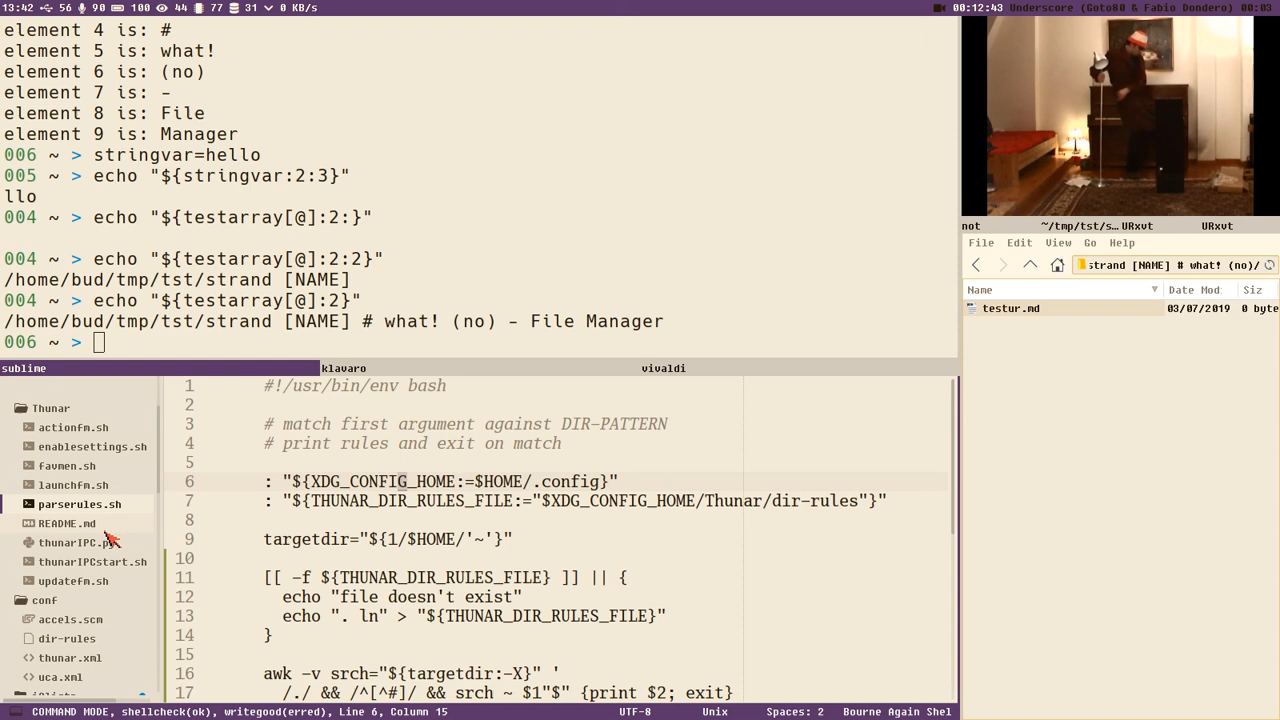 13:42 56 90 100 44 77 31 0 KB/s
00:12:43 Underscore (Goto80 & Fabio Dondero) 00:03
element 4 is: #
element 5 is: what!
element 6 is: (no)
element 7 is: -
element 8 is: File
element 9 is: Manager
006 ~ > stringvar=hello
005 ~ > echo "${stringvar:2:3}"
llo
004 ~ > echo "${testarray[@]:2:}"
004 ~ > echo "${testarray[@]:2:2}"
/home/bud/tmp/tst/strand [NAME]
004 ~ > echo "${testarray[@]:2}"
/home/bud/tmp/tst/strand [NAME] # what! (no) - File Manager
006 ~ >
not ~/tmp/tst/s… URxvt URxvt
File Edit View Go Help
strand [NAME] # what! (no)/
Name Date Mod Siz
testur.md 03/07/2019 0 byte
sublime klavaro vivaldi
Thunar
actionfm.sh
enablesettings.sh
favmen.sh
launchfm.sh
parserules.sh
README.md
thunarIPC.py
thunarIPCstart.sh
updatefm.sh
conf
accels.scm
dir-rules
thunar.xml
uca.xml
1 #!/usr/bin/env bash
2
3 # match first argument against DIR-PATTERN
4 # print rules and exit on match
5
6 : "${XDG_CONFIG_HOME:=$HOME/.config}"
7 : "${THUNAR_DIR_RULES_FILE:="$XDG_CONFIG_HOME/Thunar/dir-rules"}"
8
9 targetdir="${1/$HOME/'~'}"
10
11 [[ -f ${THUNAR_DIR_RULES_FILE} ]] || {
12 echo "file doesn't exist"
13 echo ". ln" > "${THUNAR_DIR_RULES_FILE}"
14 }
15
16 awk -v srch="${targetdir:-X}" '
17 /./ && /^[^#]/ && srch ~ $1"$" {print $2; exit}
COMMAND MODE, shellcheck(ok), writegood(erred), Line 6, Column 15 UTF-8 Unix Spaces: 2 Bourne Again Shel